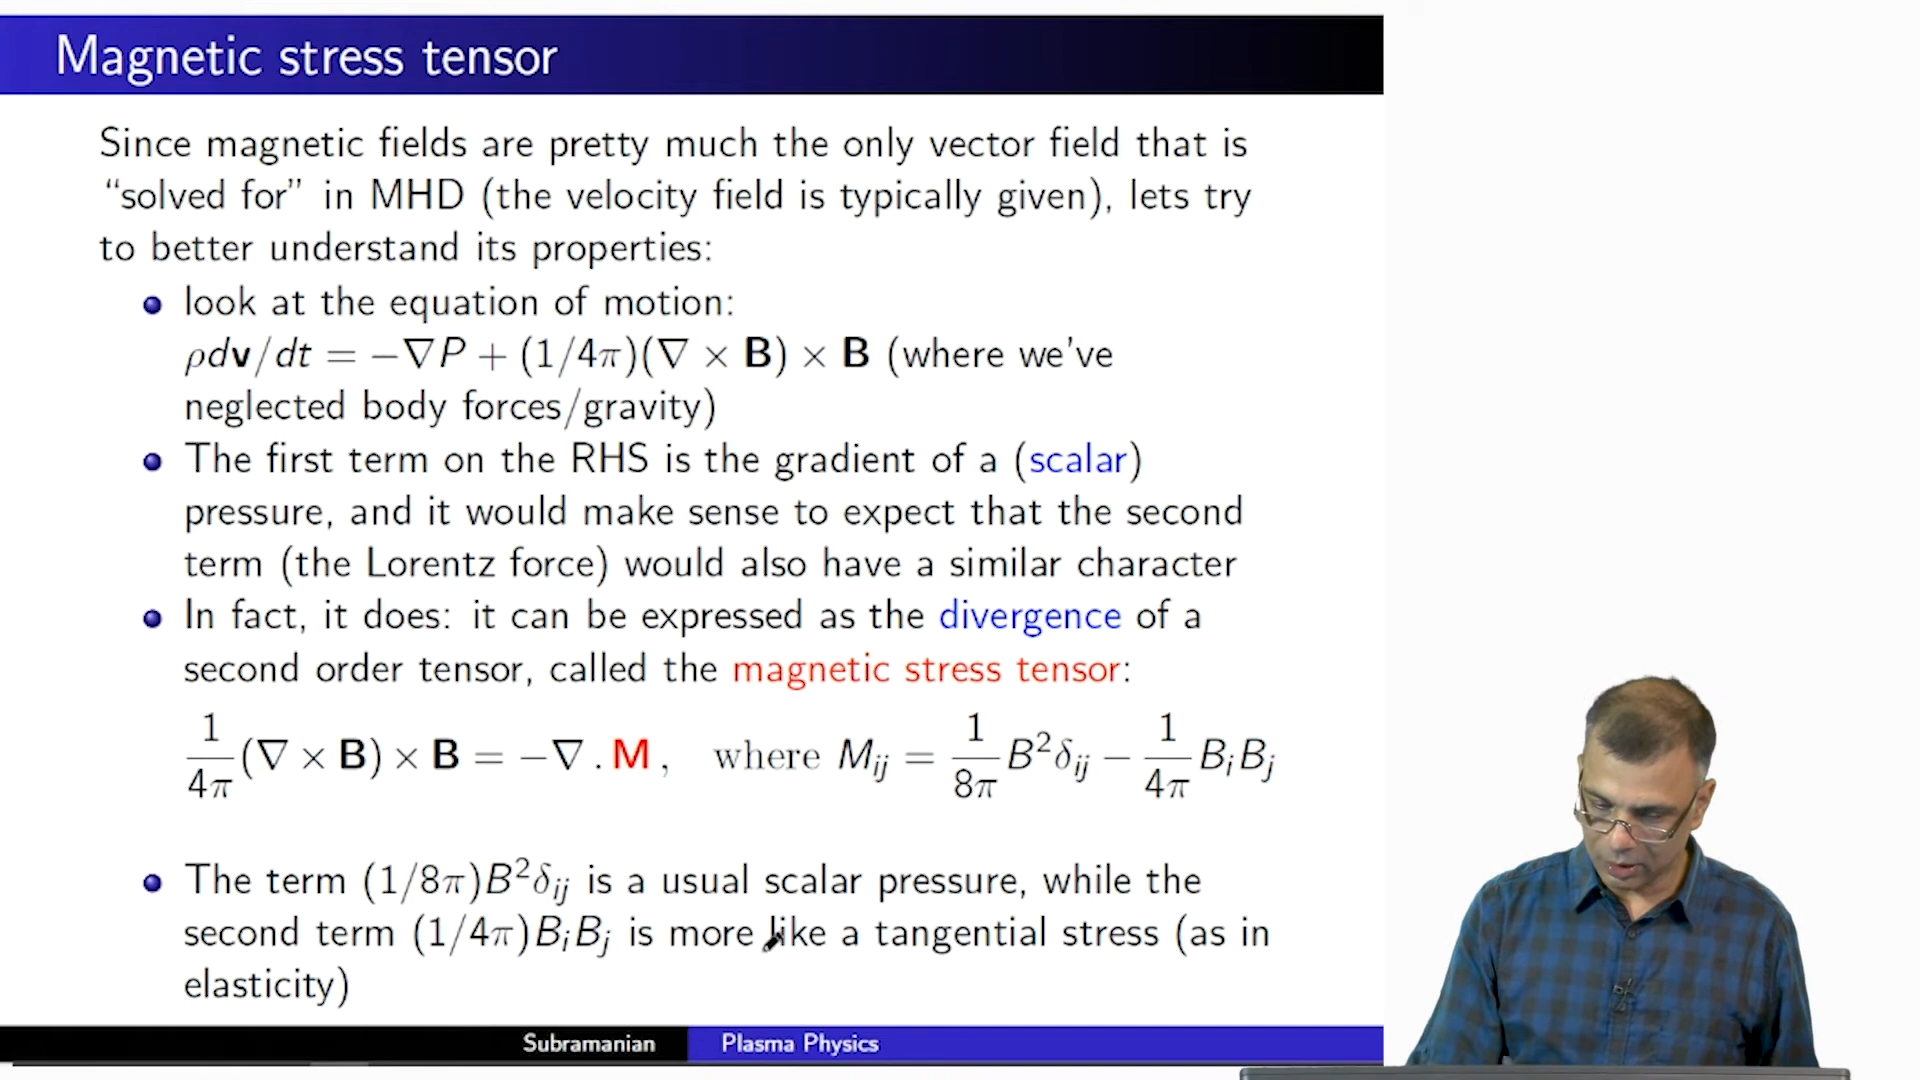 Magnetic stress tensor
Since magnetic fields are pretty much the only vector field that is
“solved for” in MHD (the velocity field is typically given), lets try
to better understand its properties:
look at the equation of motion:
ρdv/dt = −∇P + (1/4π)(∇ × B) × B (where we've
neglected body forces/gravity)
The first term on the RHS is the gradient of a (scalar)
pressure, and it would make sense to expect that the second
term (the Lorentz force) would also have a similar character
In fact, it does: it can be expressed as the divergence of a
second order tensor, called the magnetic stress tensor:
1/4π (∇ × B) × B = −∇ . M , where M_ij = 1/8π B²δ_ij − 1/4π B_i B_j
The term (1/8π)B²δ_ij is a usual scalar pressure, while the
second term (1/4π)B_i B_j is more like a tangential stress (as in
elasticity)
Subramanian Plasma Physics